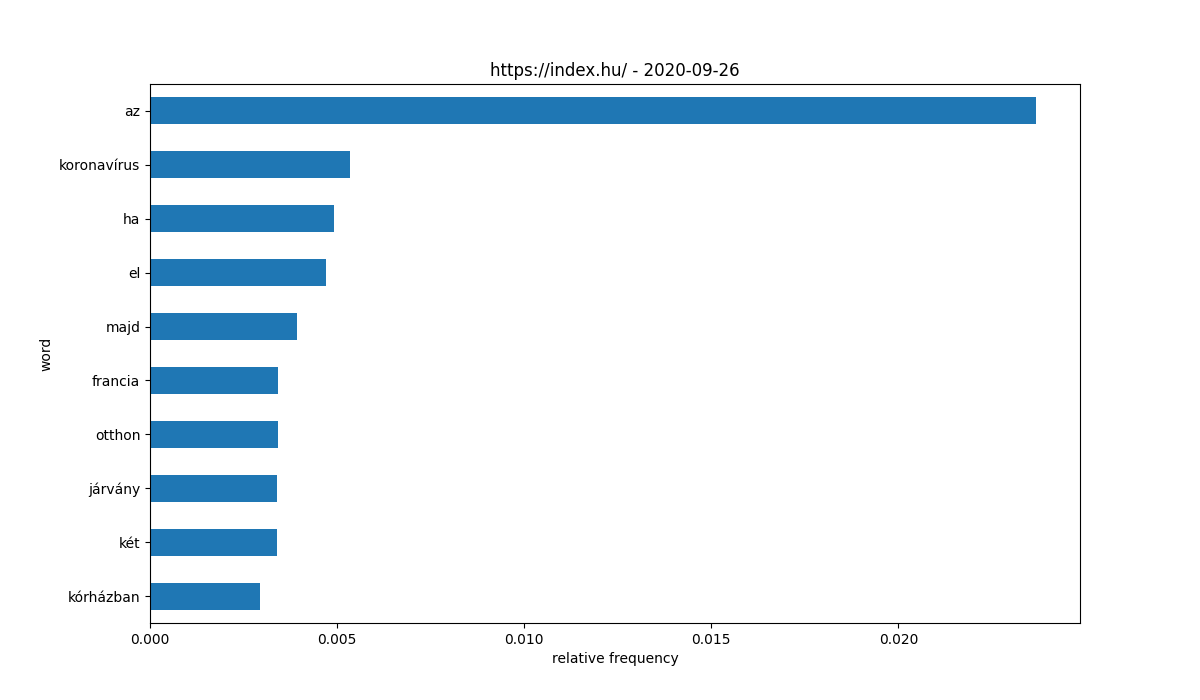 https://index.hu/ - 2020-09-26
az
koronavírus
ha
el
majd
francia
otthon
járvány
két
kórházban
word
0.000 0.005 0.010 0.015 0.020
relative frequency